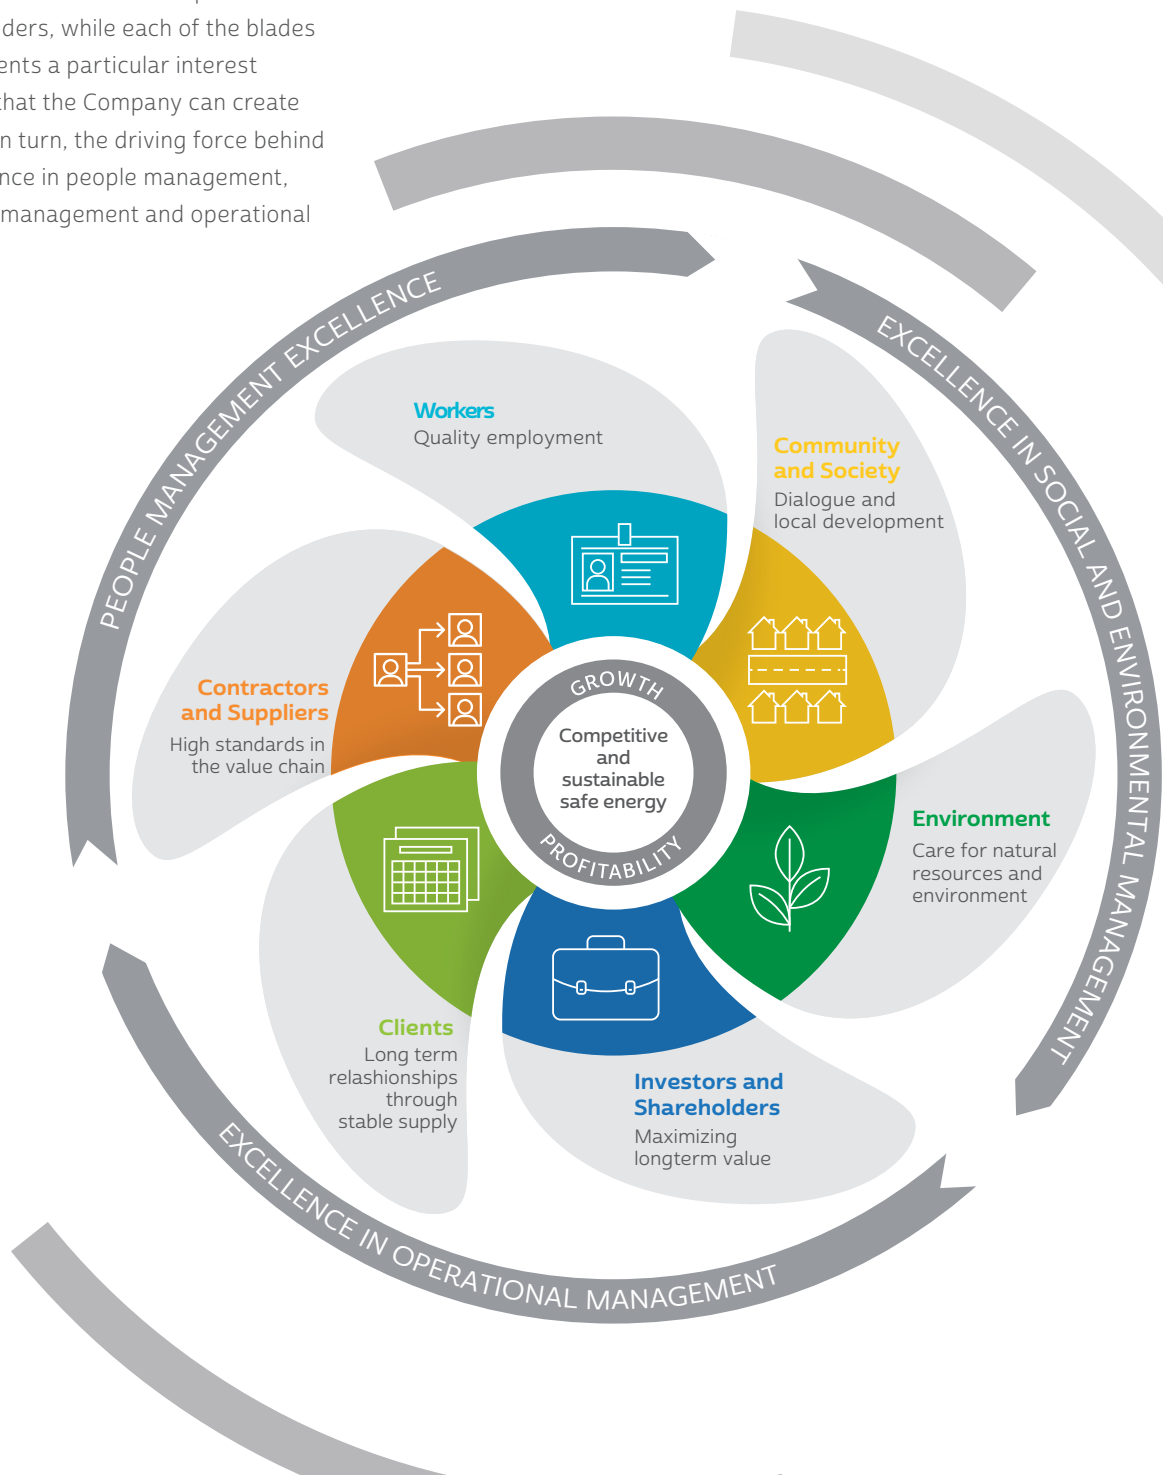 ders, while each of the blades
ents a particular interest
that the Company can create
n turn, the driving force behind
nce in people management,
management and operational
PEOPLE MANAGEMENT EXCELLENCE
EXCELLENCE IN SOCIAL AND ENVIRONMENTAL MANAGEMENT
Workers
Quality employment
Community
and Society
Dialogue and
local development
Contractors
and Suppliers
High standards in
the value chain
GROWTH
Competitive
and
sustainable
safe energy
PROFITABILITY
Environment
Care for natural
resources and
environment
Clients
Long term
relashionships
through
stable supply
Investors and
Shareholders
Maximizing
longterm value
EXCELLENCE IN OPERATIONAL MANAGEMENT